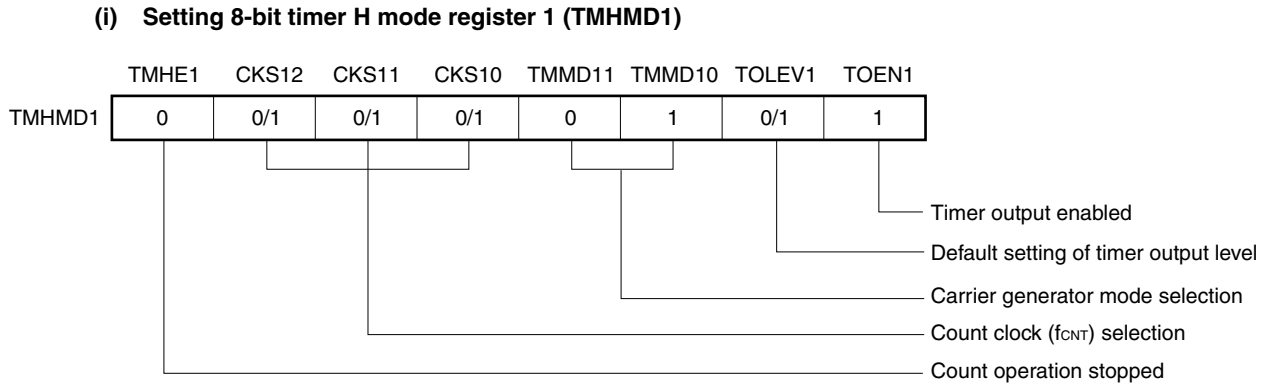 (i) Setting 8-bit timer H mode register 1 (TMHMD1)
TMHE1 CKS12 CKS11 CKS10 TMMD11 TMMD10 TOLEV1 TOEN1
TMHMD1 0 0/1 0/1 0/1 0 1 0/1 1
Timer output enabled
Default setting of timer output level
Carrier generator mode selection
Count clock (fCNT) selection
Count operation stopped